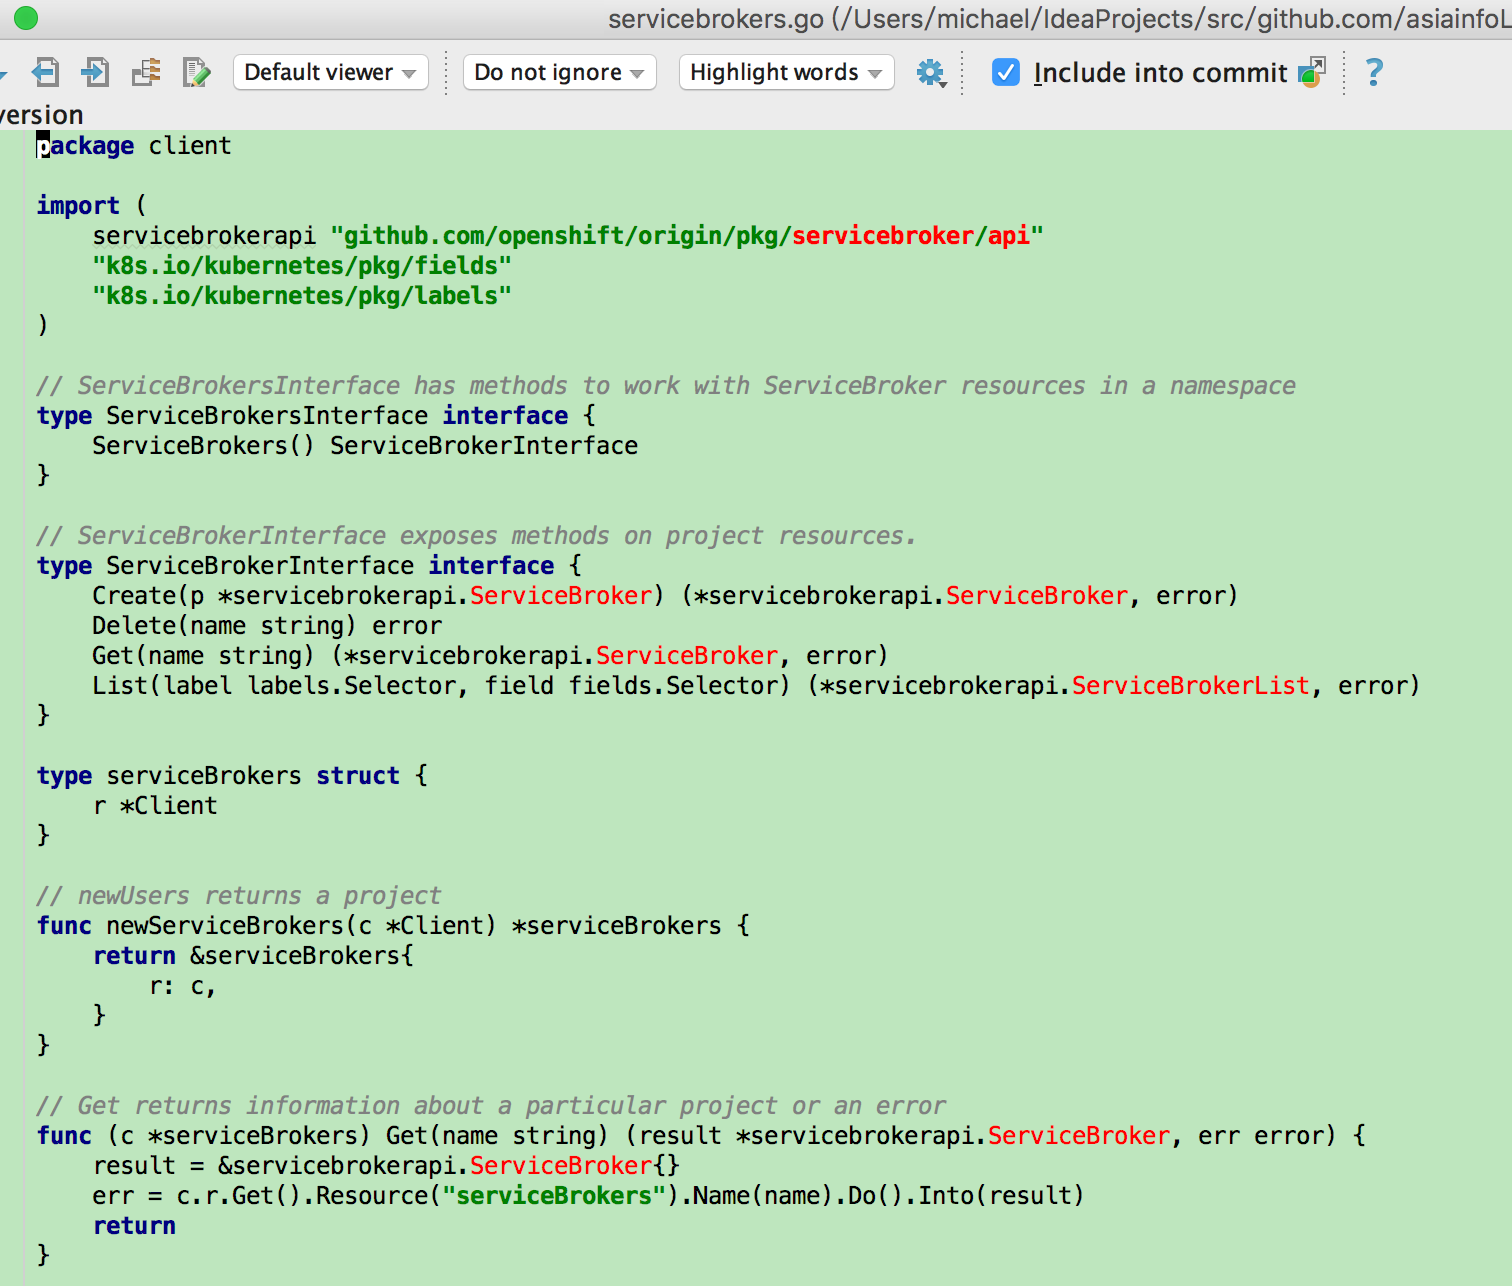 servicebrokers.go (/Users/michael/IdeaProjects/src/github.com/asiainfoL
Default viewer
Do not ignore
Highlight words
Include into commit
?
version
package client
import (
    servicebrokerapi "github.com/openshift/origin/pkg/servicebroker/api"
    "k8s.io/kubernetes/pkg/fields"
    "k8s.io/kubernetes/pkg/labels"
)
// ServiceBrokersInterface has methods to work with ServiceBroker resources in a namespace
type ServiceBrokersInterface interface {
    ServiceBrokers() ServiceBrokerInterface
}
// ServiceBrokerInterface exposes methods on project resources.
type ServiceBrokerInterface interface {
    Create(p *servicebrokerapi.ServiceBroker) (*servicebrokerapi.ServiceBroker, error)
    Delete(name string) error
    Get(name string) (*servicebrokerapi.ServiceBroker, error)
    List(label labels.Selector, field fields.Selector) (*servicebrokerapi.ServiceBrokerList, error)
}
type serviceBrokers struct {
    r *Client
}
// newUsers returns a project
func newServiceBrokers(c *Client) *serviceBrokers {
    return &serviceBrokers{
        r: c,
    }
}
// Get returns information about a particular project or an error
func (c *serviceBrokers) Get(name string) (result *servicebrokerapi.ServiceBroker, err error) {
    result = &servicebrokerapi.ServiceBroker{}
    err = c.r.Get().Resource("serviceBrokers").Name(name).Do().Into(result)
    return
}